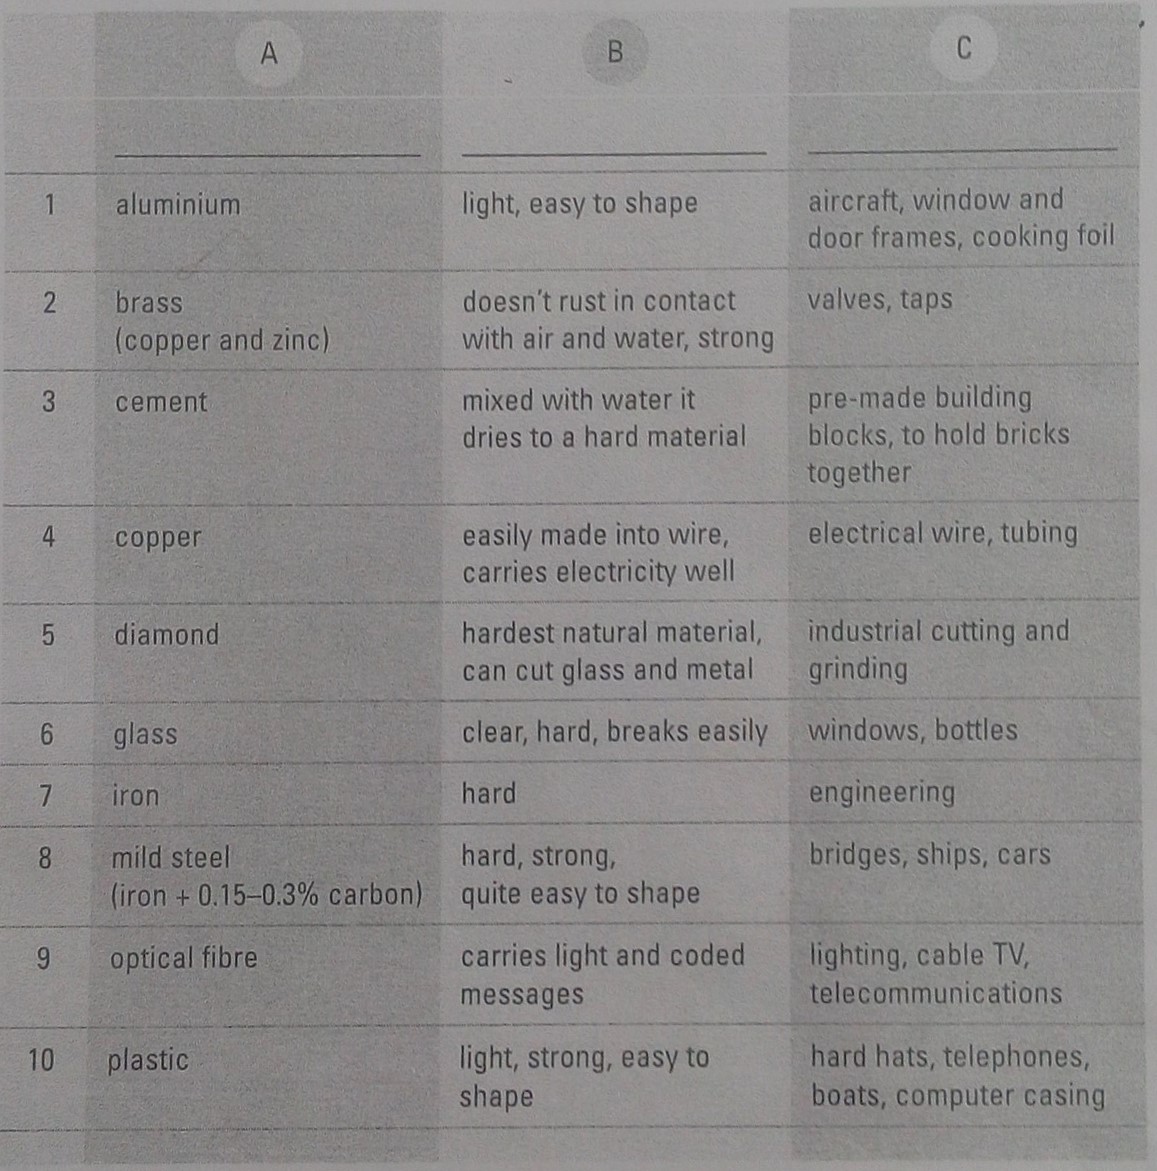 A B C
1 aluminium light, easy to shape aircraft, window and
door frames, cooking foil
2 brass doesn't rust in contact valves, taps
(copper and zinc) with air and water, strong
3 cement mixed with water it pre-made building
dries to a hard material blocks, to hold bricks
together
4 copper easily made into wire, electrical wire, tubing
carries electricity well
5 diamond hardest natural material, industrial cutting and
can cut glass and metal grinding
6 glass clear, hard, breaks easily windows, bottles
7 iron hard engineering
8 mild steel hard, strong, bridges, ships, cars
(iron + 0.15–0.3% carbon) quite easy to shape
9 optical fibre carries light and coded lighting, cable TV,
messages telecommunications
10 plastic light, strong, easy to hard hats, telephones,
shape boats, computer casing